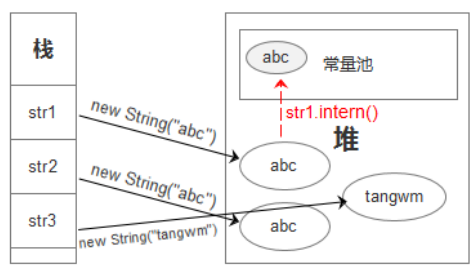 栈
str1
str2
str3
new String("abc")
new String("abc")
new String("tangwm")
abc
常量池
str1.intern()
堆
abc
tangwm
abc